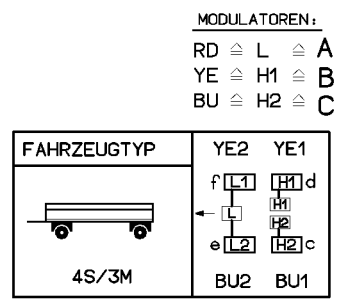 MODULATOREN:
RD ≙ L ≙ A
YE ≙ H1 ≙ B
BU ≙ H2 ≙ C
FAHRZEUGTYP
YE2 YE1
f L1 H1 d
H1
L
H2
e L2 H2 c
4S/3M
BU2 BU1